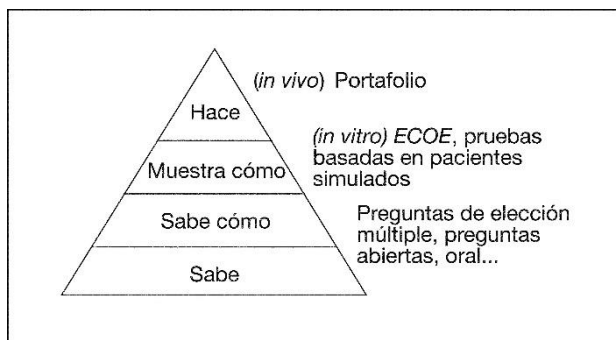 (in vivo) Portafolio
Hace
(in vitro) ECOE, pruebas
basadas en pacientes
simulados
Muestra cómo
Sabe cómo
Preguntas de elección
múltiple, preguntas
abiertas, oral...
Sabe